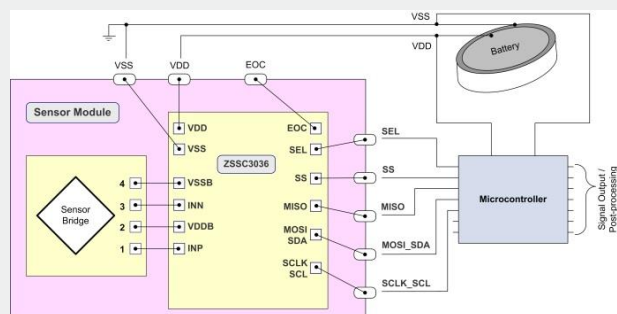 VSS
VDD
Battery
VSS
VDD
EOC
Sensor Module
VDD
VSS
EOC
SEL
ZSSC3036
SEL
SS
SS
4
VSSB
3
INN
2
VDDB
1
INP
Sensor
Bridge
MISO
MISO
MOSI
SDA
MOSI_SDA
SCLK
SCL
SCLK_SCL
Microcontroller
Signal Output /
Post-processing